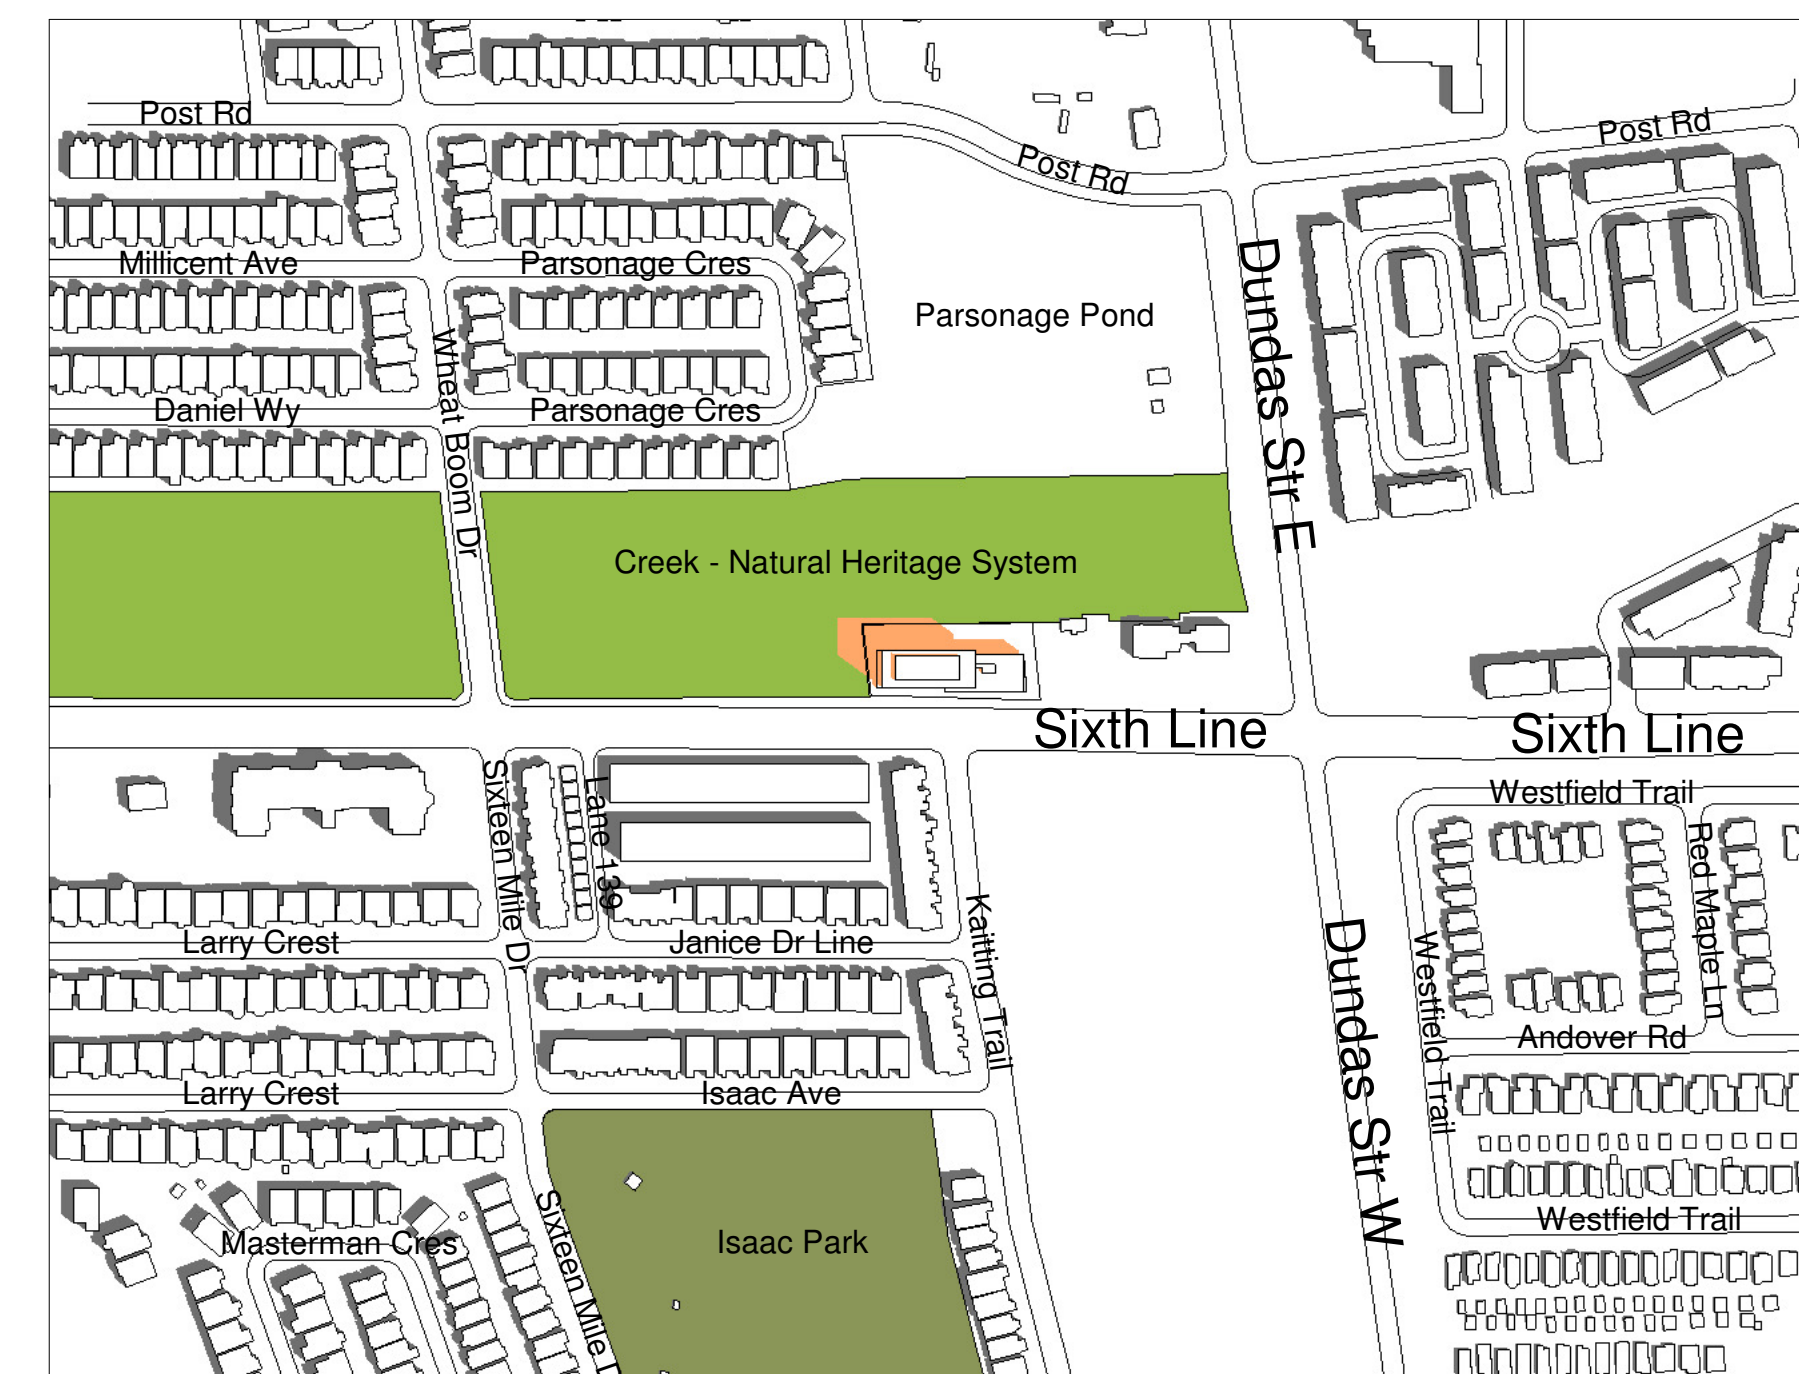 Post Rd
Post Rd
Post Rd
Millicent Ave
Parsonage Cres
Parsonage Pond
Dundas Str E
Wheat Boom Dr
Daniel Wy
Parsonage Cres
Creek - Natural Heritage System
Sixth Line
Sixth Line
Sixteen Mile Dr
Lane 139
Westfield Trail
Red Maple Ln
Larry Crest
Janice Dr Line
Kaitting Trail
Dundas Str W
Westfield Trail
Andover Rd
Larry Crest
Isaac Ave
Sixteen Mile D
Masterman Cres
Isaac Park
Westfield Trail